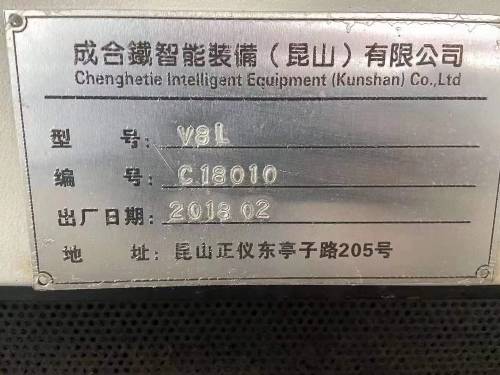 成合鐵智能裝備（昆山）有限公司
Chenghetie Intelligent Equipment (Kunshan) Co.,Ltd
型 号: V8L
编 号: C18010
出厂日期: 2018 02
地 址: 昆山正仪东亭子路205号